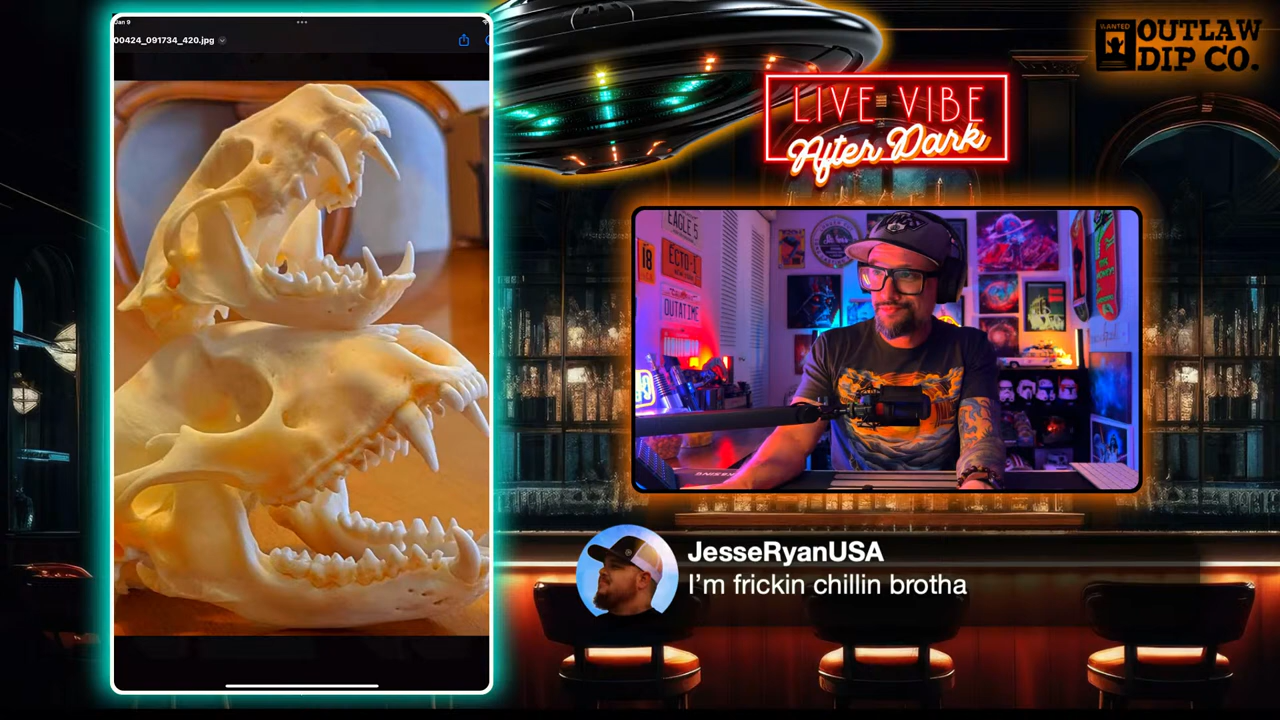 Jan 9
00424_091734_420.jpg
WANTED
OUTLAW
DIP CO.
LIVE VIBE
After Dark
EAGLE 5
18
ECTO-1
OUTATIME
JesseRyanUSA
I'm frickin chillin brotha